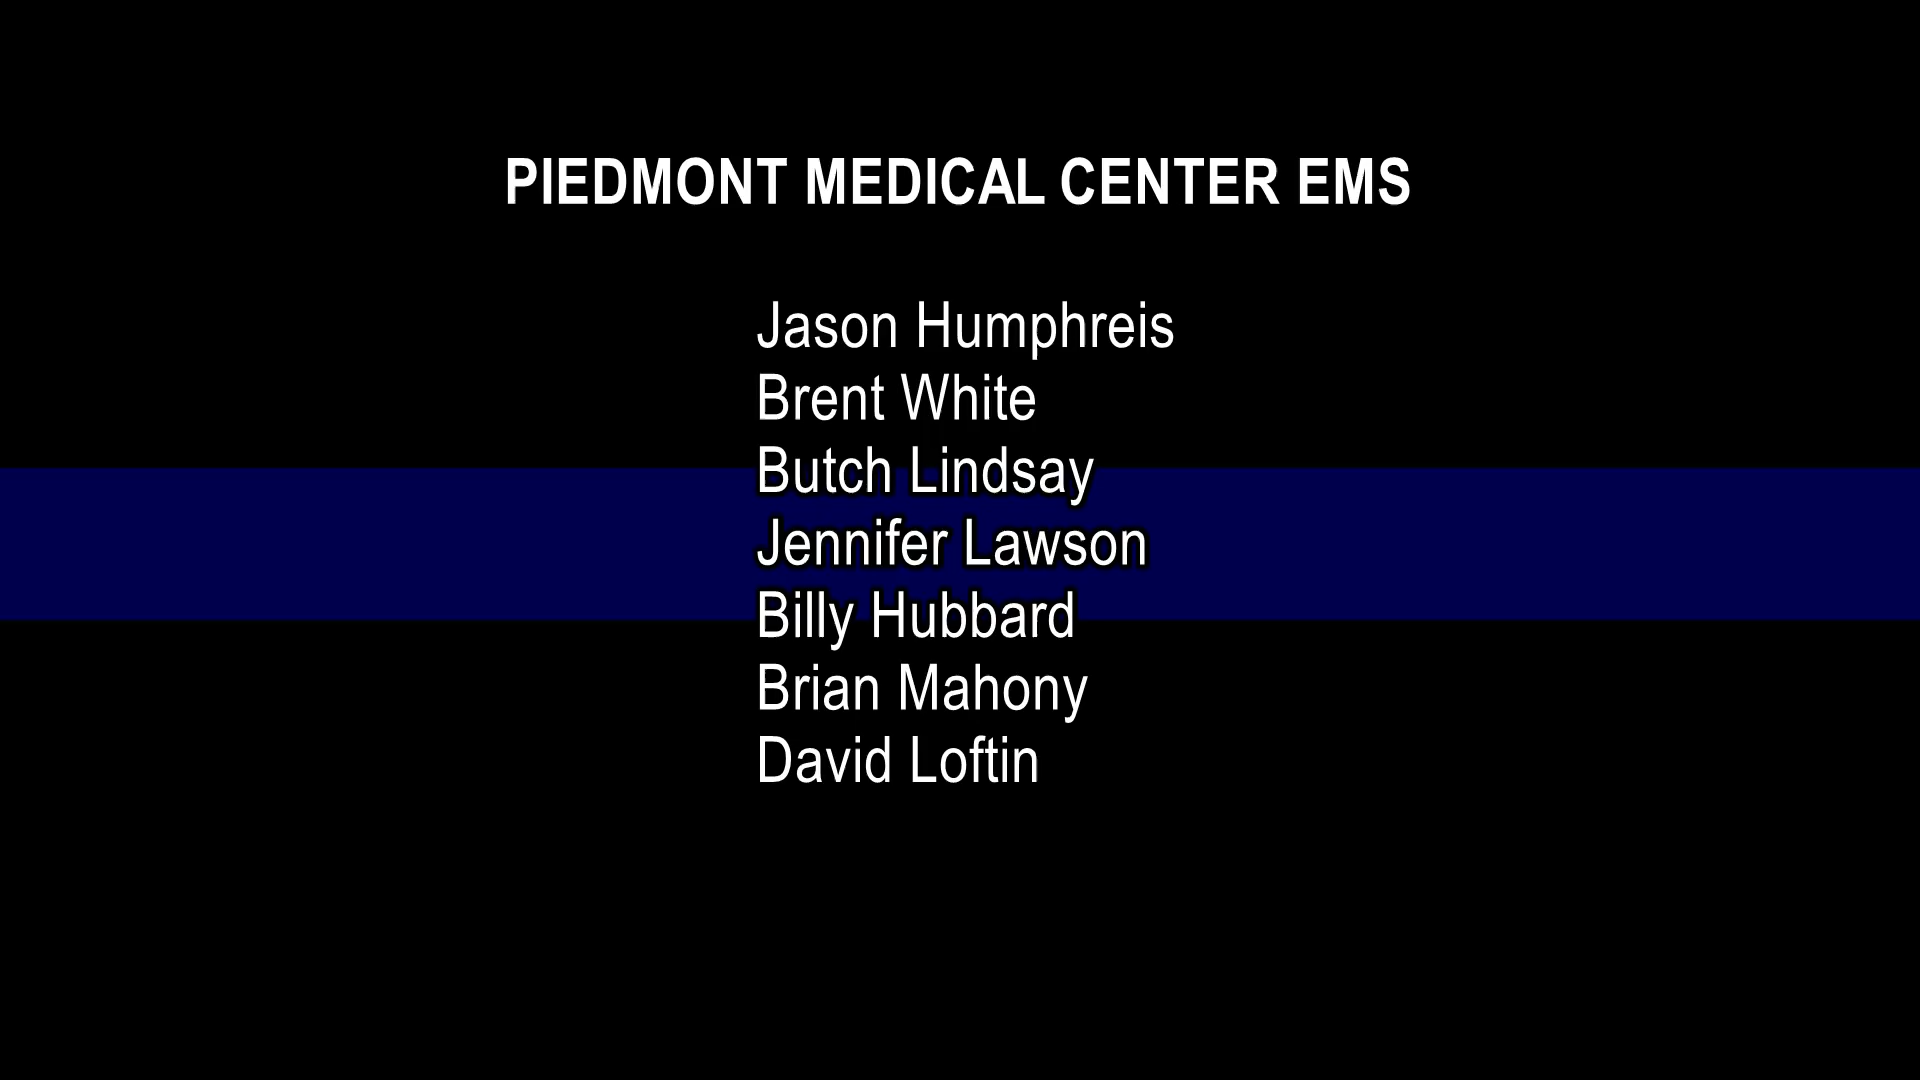 PIEDMONT MEDICAL CENTER EMS
Jason Humphreis
Brent White
Butch Lindsay
Jennifer Lawson
Billy Hubbard
Brian Mahony
David Loftin